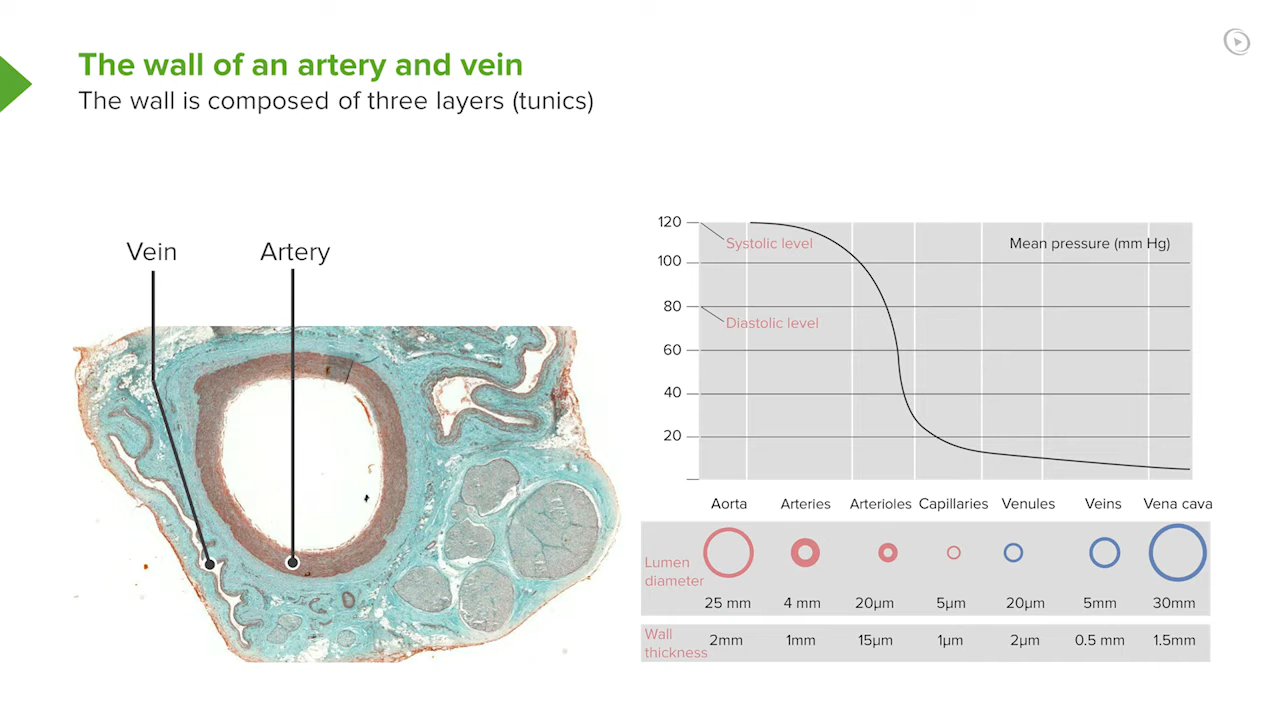 The wall of an artery and vein
The wall is composed of three layers (tunics)
Vein
Artery
120
100
80
60
40
20
Systolic level
Diastolic level
Mean pressure (mm Hg)
Aorta Arteries Arterioles Capillaries Venules Veins Vena cava
Lumen
diameter
25 mm 4 mm 20µm 5µm 20µm 5mm 30mm
Wall
thickness
2mm 1mm 15µm 1µm 2µm 0.5 mm 1.5mm